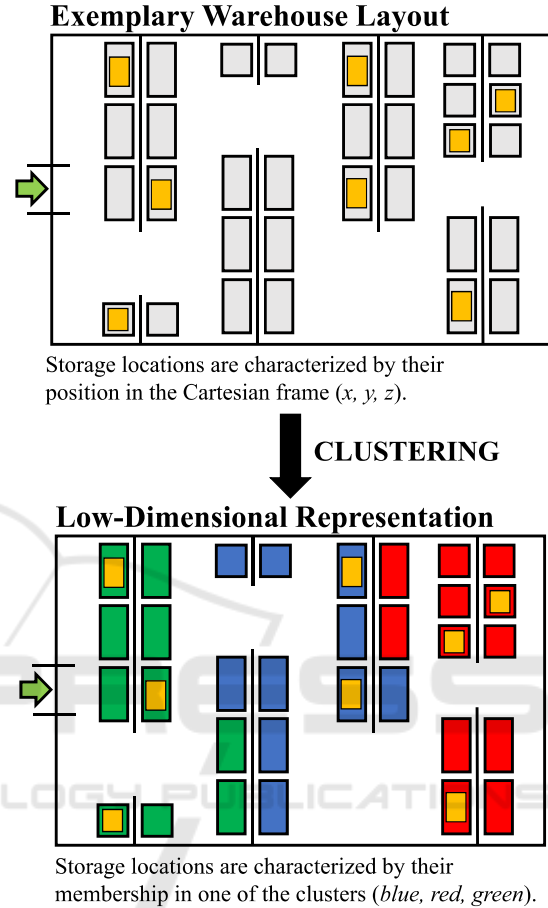 Exemplary Warehouse Layout
Storage locations are characterized by their
position in the Cartesian frame (x, y, z).
CLUSTERING
Low-Dimensional Representation
Storage locations are characterized by their
membership in one of the clusters (blue, red, green).